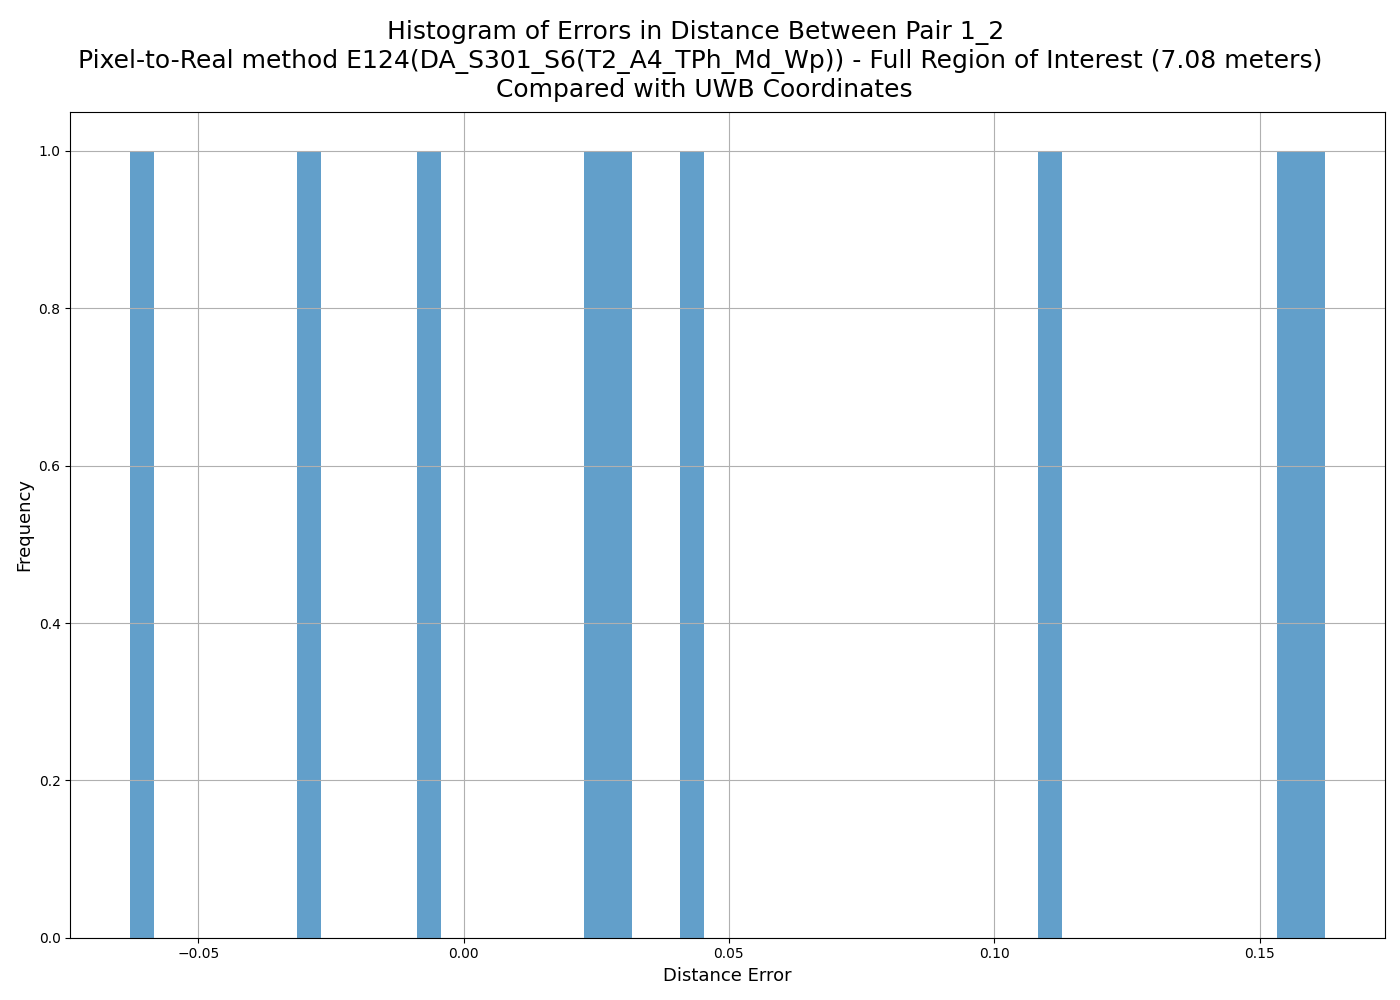 Histogram of Errors in Distance Between Pair 1_2
Pixel-to-Real method E124(DA_S301_S6(T2_A4_TPh_Md_Wp)) - Full Region of Interest (7.08 meters)
Compared with UWB Coordinates
1.0
0.8
0.6
0.4
0.2
0.0
Frequency
−0.05 0.00 0.05 0.10 0.15
Distance Error